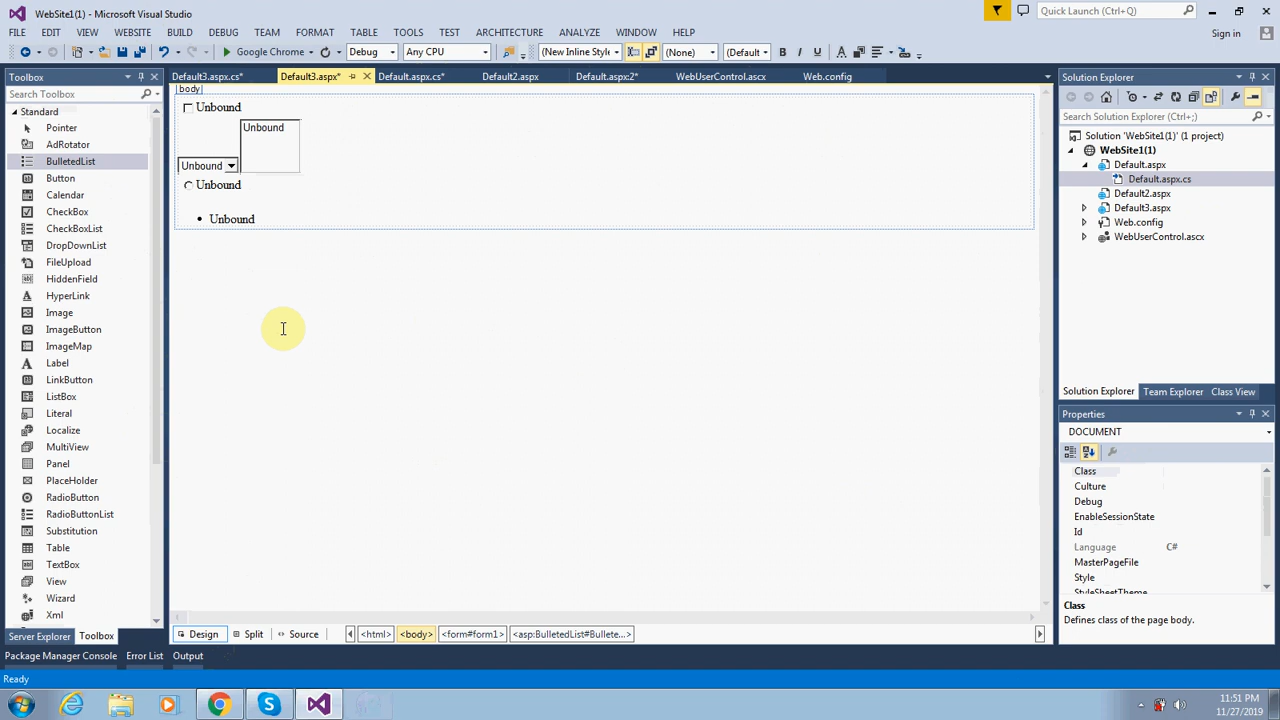 WebSite1(1) - Microsoft Visual Studio
Quick Launch (Ctrl+Q)
FILE EDIT VIEW WEBSITE BUILD DEBUG TEAM FORMAT TABLE TOOLS TEST ARCHITECTURE ANALYZE WINDOW HELP
Sign in
Google Chrome Debug Any CPU (New Inline Style) (None) (Default B I U A
Toolbox
Default3.aspx.cs* Default3.aspx* Default.aspx.cs* Default2.aspx Default.aspx2* WebUserControl.ascx Web.config
Solution Explorer
body
Search Toolbox
Standard
Pointer
AdRotator
BulletedList
Button
Calendar
CheckBox
CheckBoxList
DropDownList
FileUpload
HiddenField
HyperLink
Image
ImageButton
ImageMap
Label
LinkButton
ListBox
Literal
Localize
MultiView
Panel
PlaceHolder
RadioButton
RadioButtonList
Substitution
Table
TextBox
View
Wizard
Xml
Server Explorer Toolbox
Unbound
Unbound
Unbound
Unbound
• Unbound
Design Split Source <html> <body> <form#form1> <asp:BulletedList#Bullete...>
Search Solution Explorer (Ctrl+;)
Solution 'WebSite1(1)' (1 project)
WebSite1(1)
Default.aspx
Default.aspx.cs
Default2.aspx
Default3.aspx
Web.config
WebUserControl.ascx
Solution Explorer Team Explorer Class View
Properties
DOCUMENT
Class
Culture
Debug
EnableSessionState
Id
Language C#
MasterPageFile
Style
StyleSheetTheme
Class
Defines class of the page body.
Package Manager Console Error List Output
Ready
11:51 PM
11/27/2019